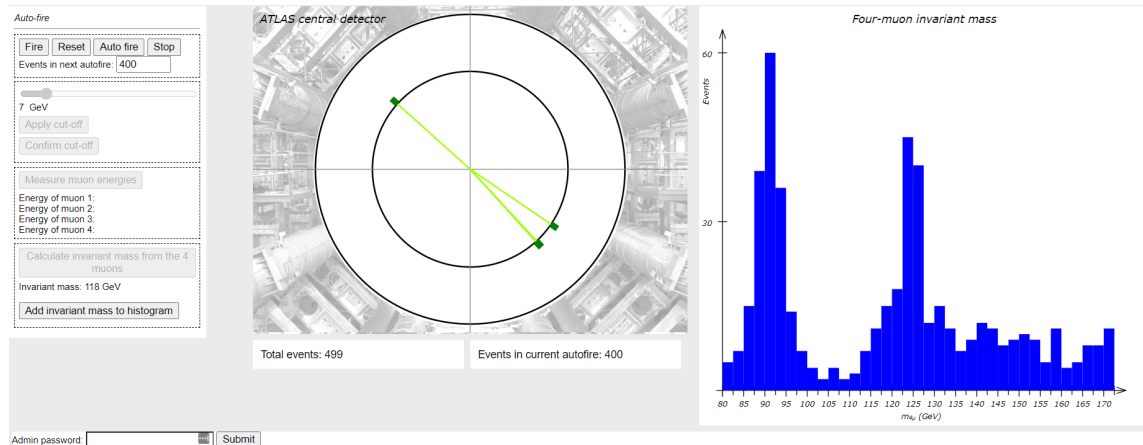 Auto-fire
Fire Reset Auto fire Stop
Events in next autofire: 400
7 GeV
Apply cut-off
Confirm cut-off
Measure muon energies
Energy of muon 1:
Energy of muon 2:
Energy of muon 3:
Energy of muon 4:
Calculate invariant mass from the 4
muons
Invariant mass: 118 GeV
Add invariant mass to histogram
ATLAS central detector
Total events: 499
Events in current autofire: 400
Four-muon invariant mass
60
Events
30
80 85 90 95 100 105 110 115 120 125 130 135 140 145 150 155 160 165 170
m₄μ (GeV)
Admin password: Submit